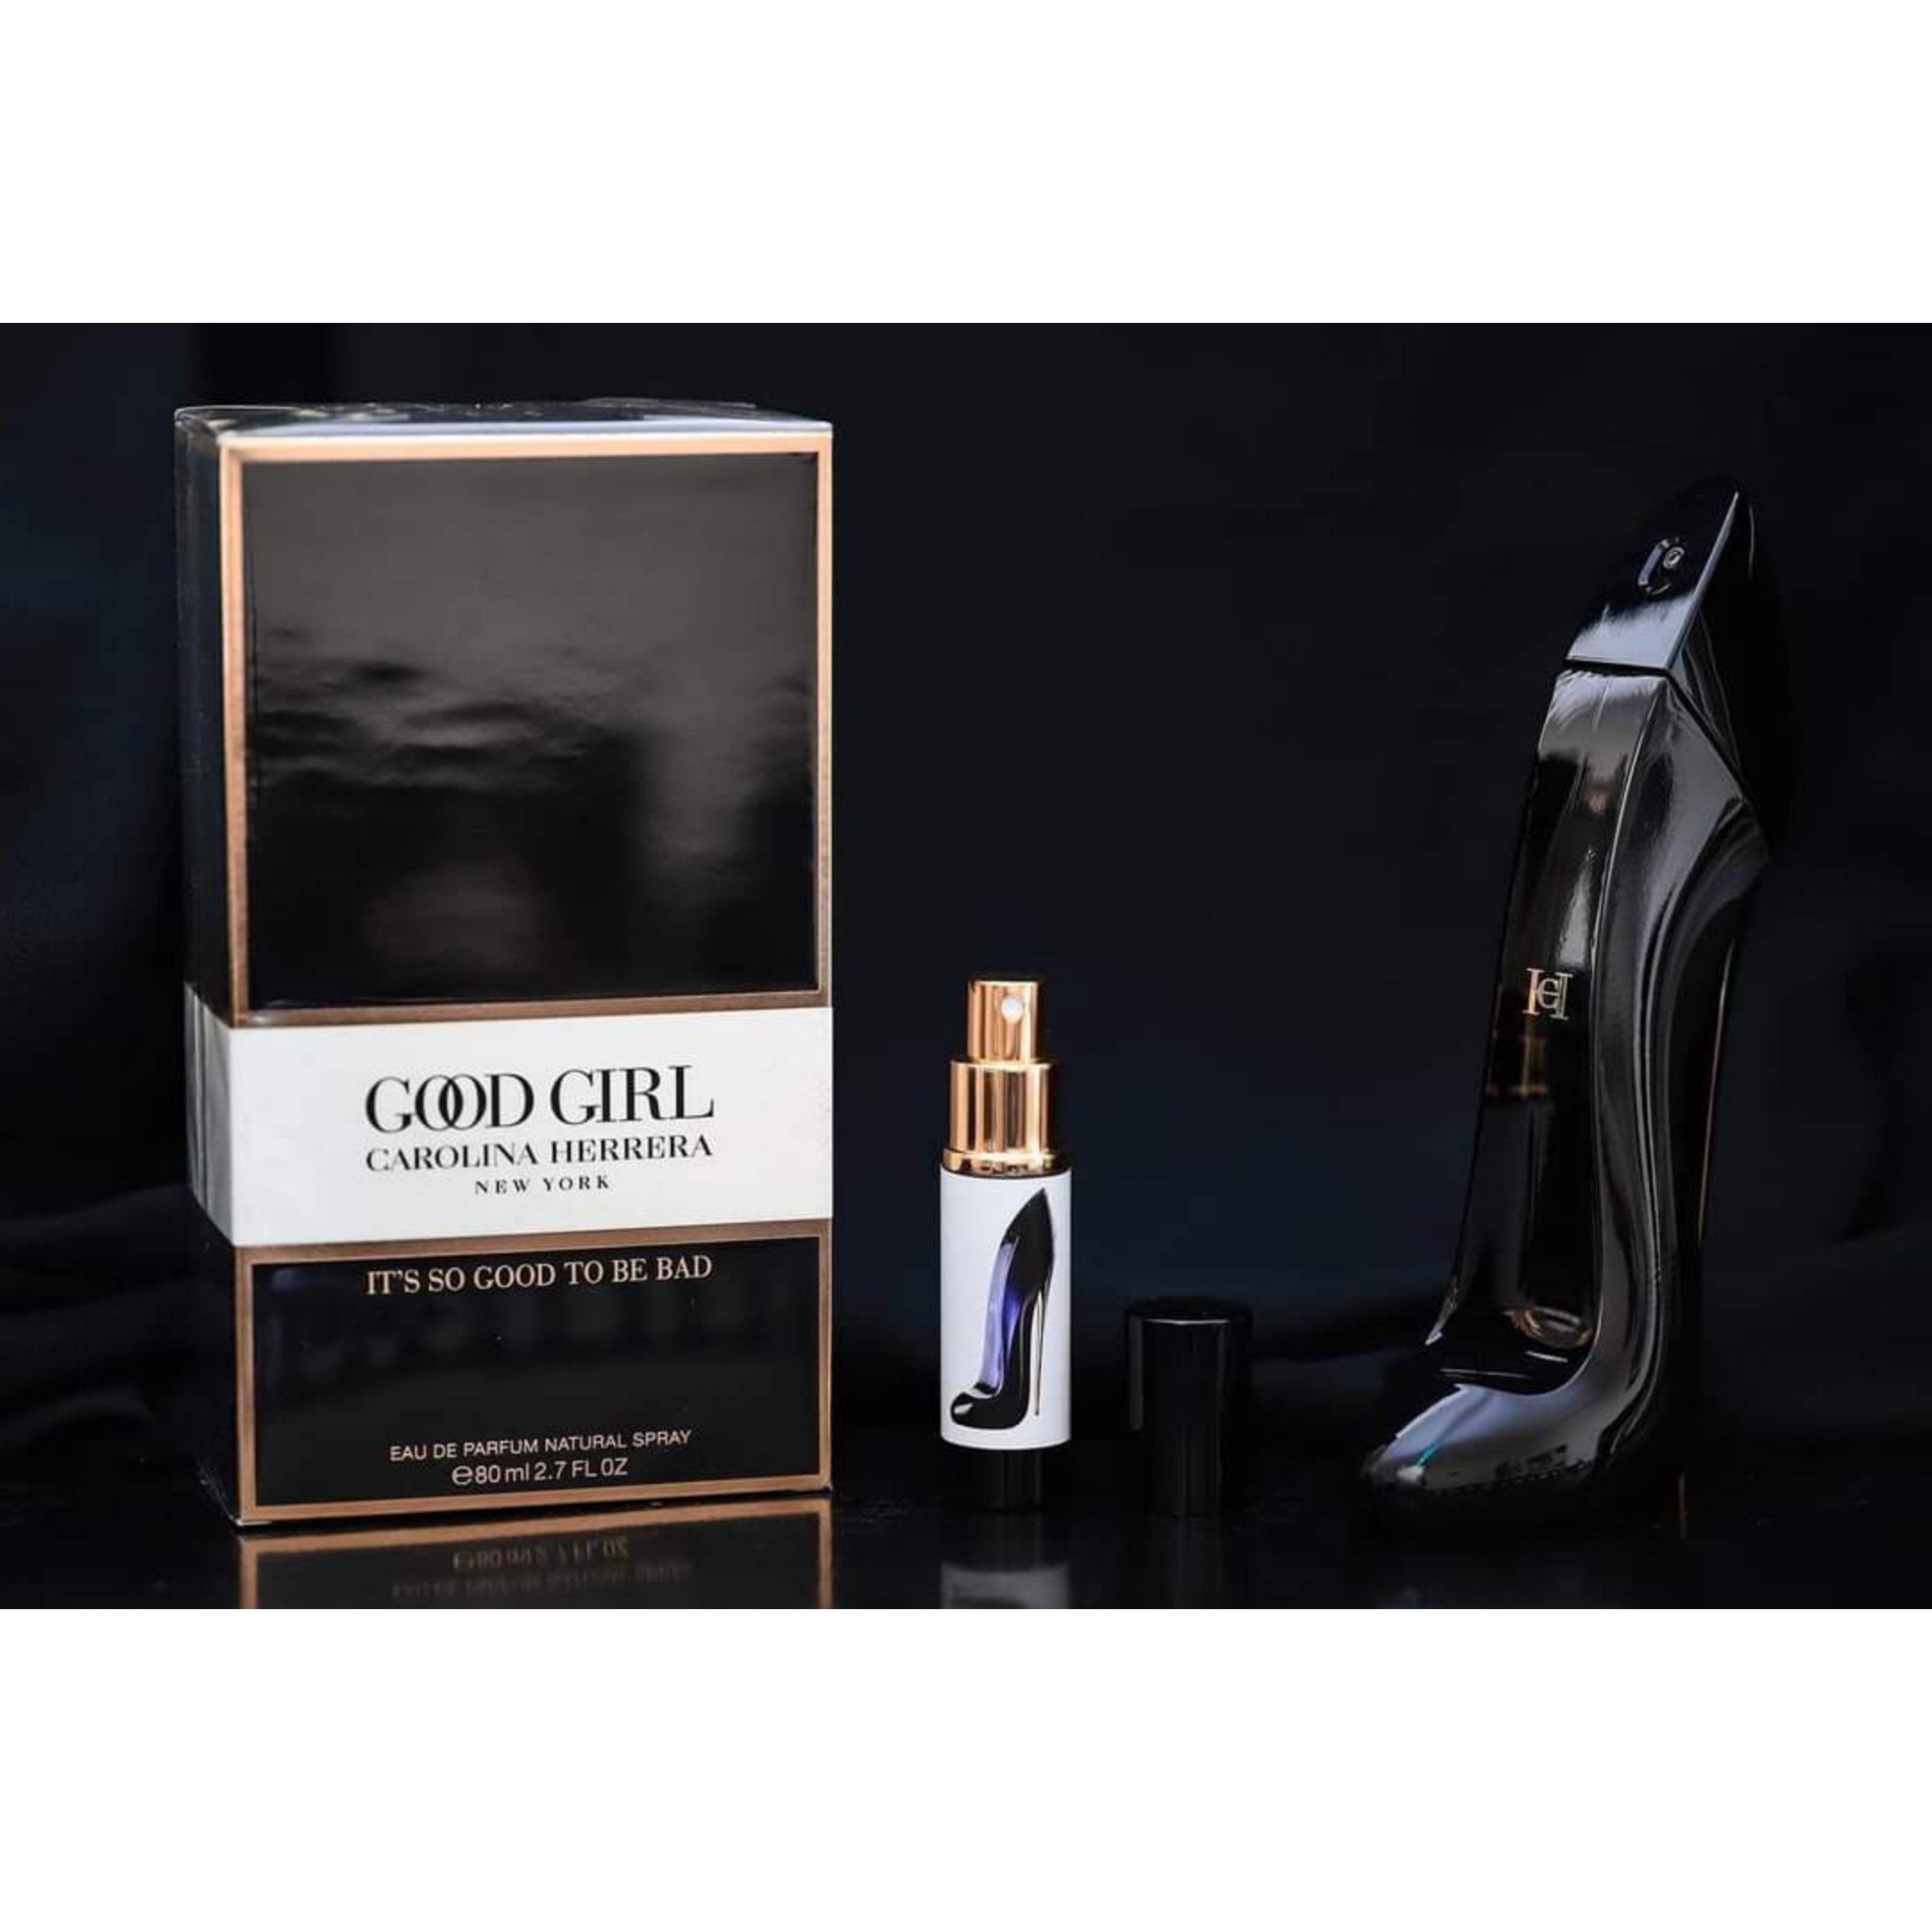 GOOD GIRL
CAROLINA HERRERA
NEW YORK
IT'S SO GOOD TO BE BAD
EAU DE PARFUM NATURAL SPRAY
℮80 ml 2.7 FL OZ
CH